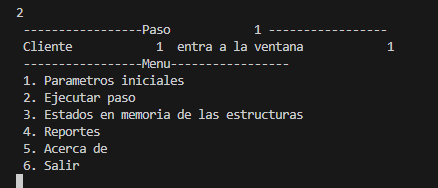 2
-----------------Paso            1 -----------------
Cliente            1  entra a la ventana            1
-----------------Menu-----------------
1. Parametros iniciales
2. Ejecutar paso
3. Estados en memoria de las estructuras
4. Reportes
5. Acerca de
6. Salir